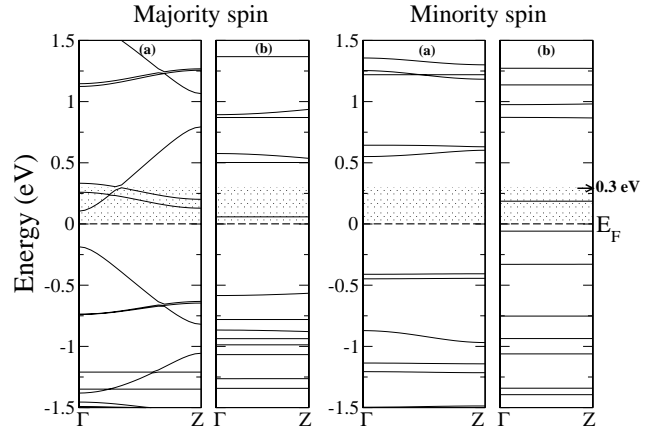 Majority spin
Minority spin
Energy (eV)
1.5
1
0.5
0
-0.5
-1
-1.5
(a)
(b)
Γ
Z
Γ
Z
1.5
1
0.5
0
-0.5
-1
-1.5
(a)
(b)
0.3 eV
E_F
Γ
Z
Γ
Z